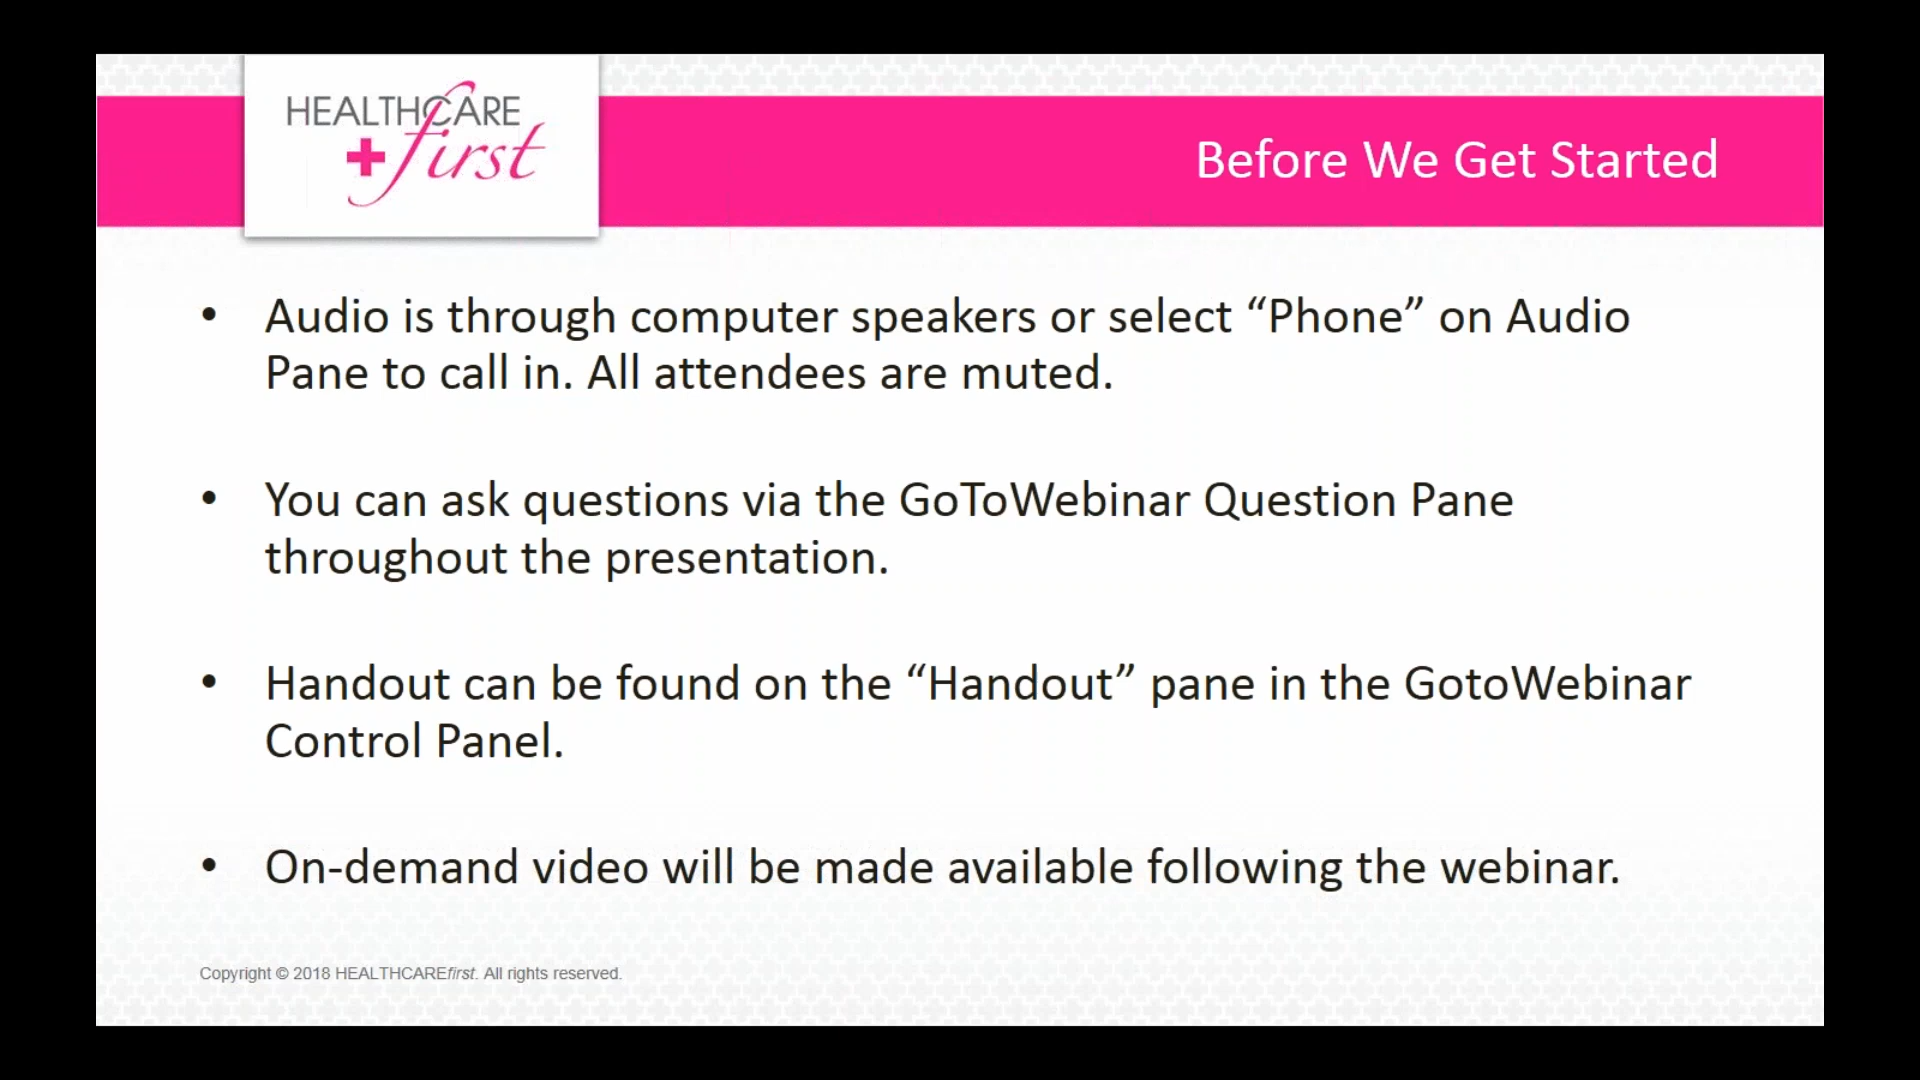 HEALTHCARE
first
Before We Get Started
• Audio is through computer speakers or select “Phone” on Audio
Pane to call in. All attendees are muted.
• You can ask questions via the GoToWebinar Question Pane
throughout the presentation.
• Handout can be found on the “Handout” pane in the GotoWebinar
Control Panel.
• On-demand video will be made available following the webinar.
Copyright © 2018 HEALTHCAREfirst. All rights reserved.